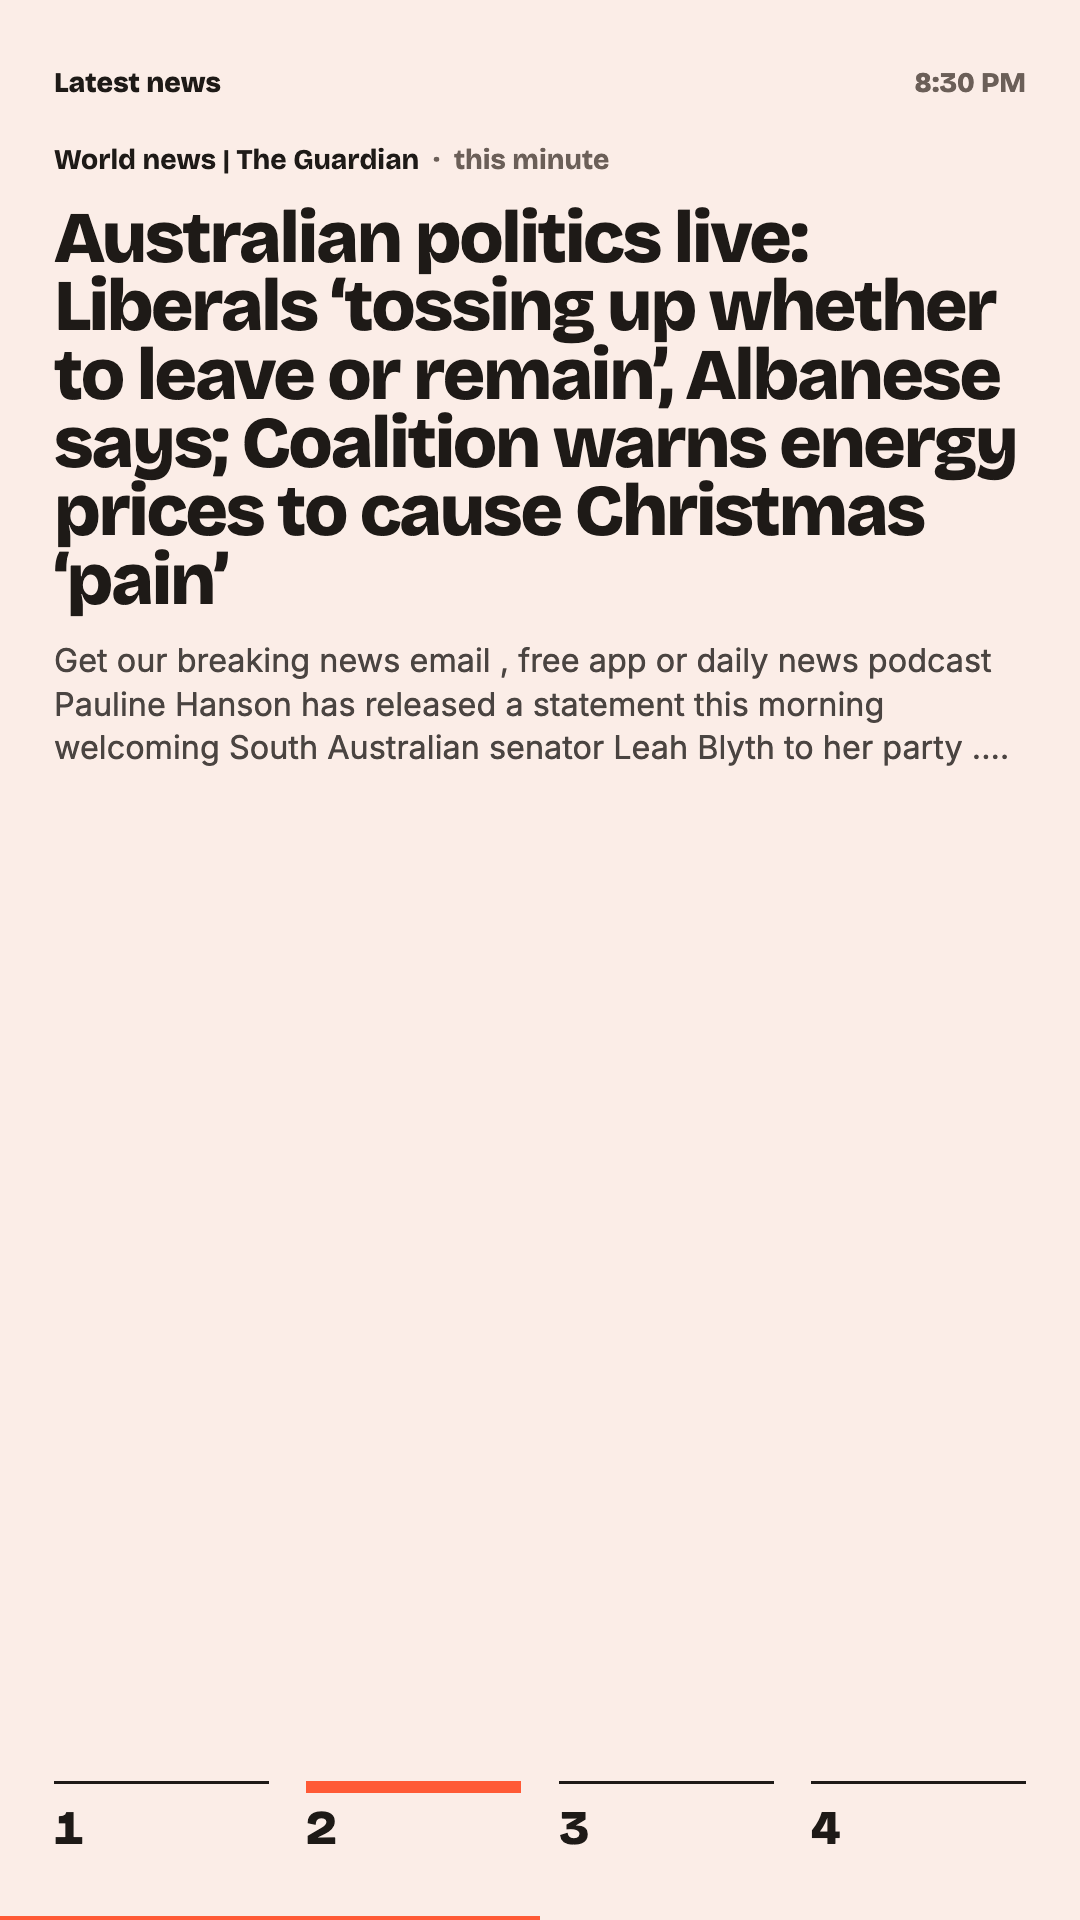 Latest news
8:30 PM
World news | The Guardian · this minute
Australian politics live:
Liberals ‘tossing up whether
to leave or remain’, Albanese
says; Coalition warns energy
prices to cause Christmas
‘pain’
Get our breaking news email , free app or daily news podcast
Pauline Hanson has released a statement this morning
welcoming South Australian senator Leah Blyth to her party ....
1
2
3
4